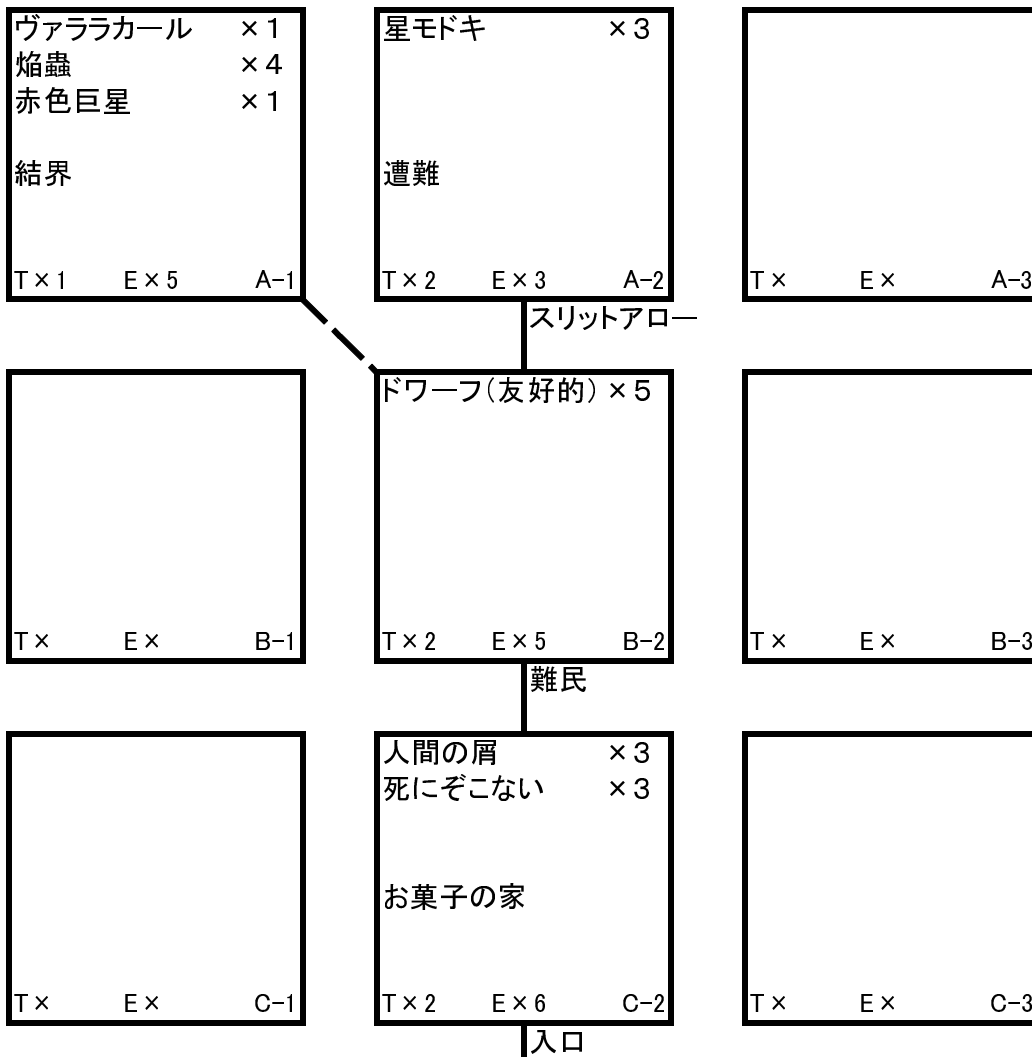 ヴァララカール ×1
焔蟲 ×4
赤色巨星 ×1
結界
T×1 E×5 A-1
星モドキ ×3
遭難
T×2 E×3 A-2
T× E× A-3
スリットアロー
T× E× B-1
ドワーフ(友好的)×5
T×2 E×5 B-2
T× E× B-3
難民
T× E× C-1
人間の屑 ×3
死にぞこない ×3
お菓子の家
T×2 E×6 C-2
T× E× C-3
入口